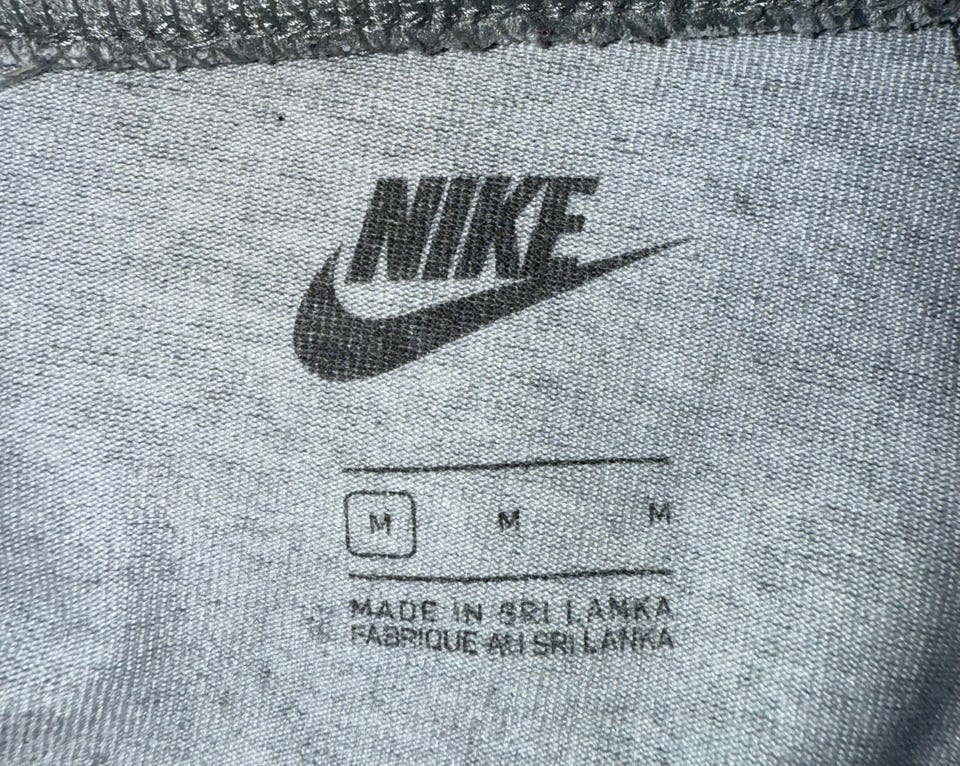 NIKE
M M M
MADE IN SRI LANKA
FABRIQUE AU SRI LANKA